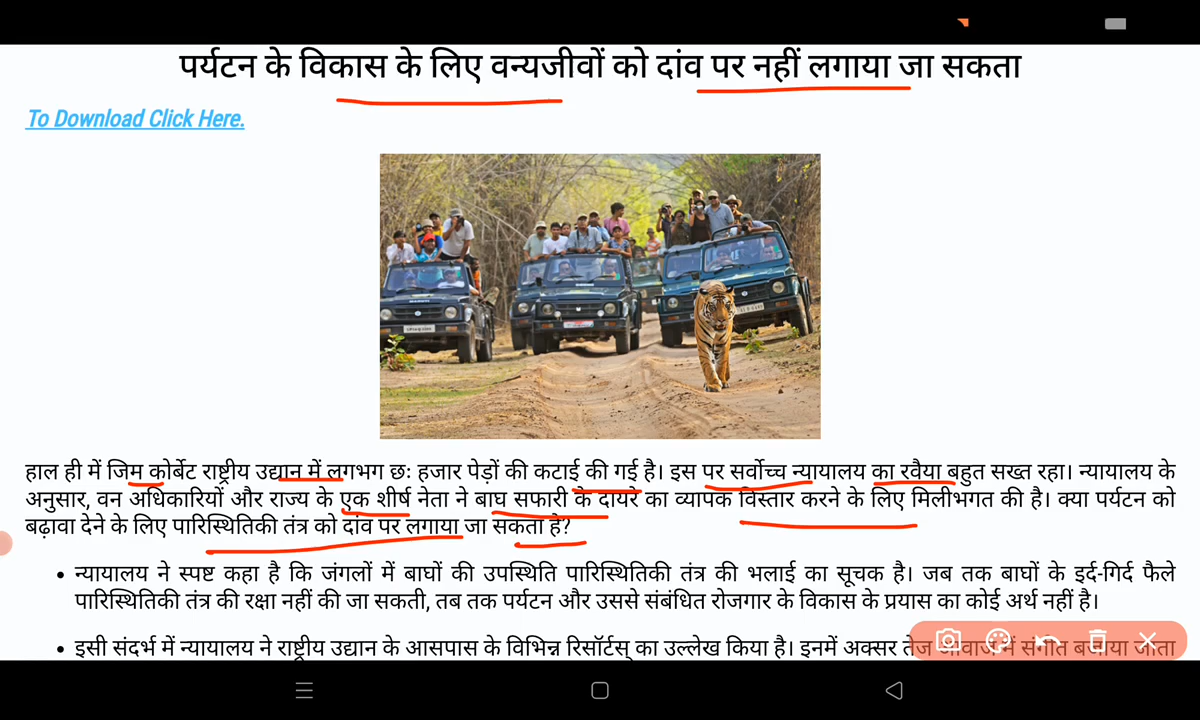 पर्यटन के विकास के लिए वन्यजीवों को दांव पर नहीं लगाया जा सकता
To Download Click Here.
हाल ही में जिम कोर्बेट राष्ट्रीय उद्यान में लगभग छः हजार पेड़ों की कटाई की गई है। इस पर सर्वोच्च न्यायालय का रवैया बहुत सख्त रहा। न्यायालय के
अनुसार, वन अधिकारियों और राज्य के एक शीर्ष नेता ने बाघ सफारी के दायरे का व्यापक विस्तार करने के लिए मिलीभगत की है। क्या पर्यटन को
बढ़ावा देने के लिए पारिस्थितिकी तंत्र को दांव पर लगाया जा सकता है?
• न्यायालय ने स्पष्ट कहा है कि जंगलों में बाघों की उपस्थिति पारिस्थितिकी तंत्र की भलाई का सूचक है। जब तक बाघों के इर्द-गिर्द फैले
पारिस्थितिकी तंत्र की रक्षा नहीं की जा सकती, तब तक पर्यटन और उससे संबंधित रोजगार के विकास के प्रयास का कोई अर्थ नहीं है।
• इसी संदर्भ में न्यायालय ने राष्ट्रीय उद्यान के आसपास के विभिन्न रिसॉर्टस् का उल्लेख किया है। इनमें अक्सर तेज आवाज में संगीत बजाया जाता